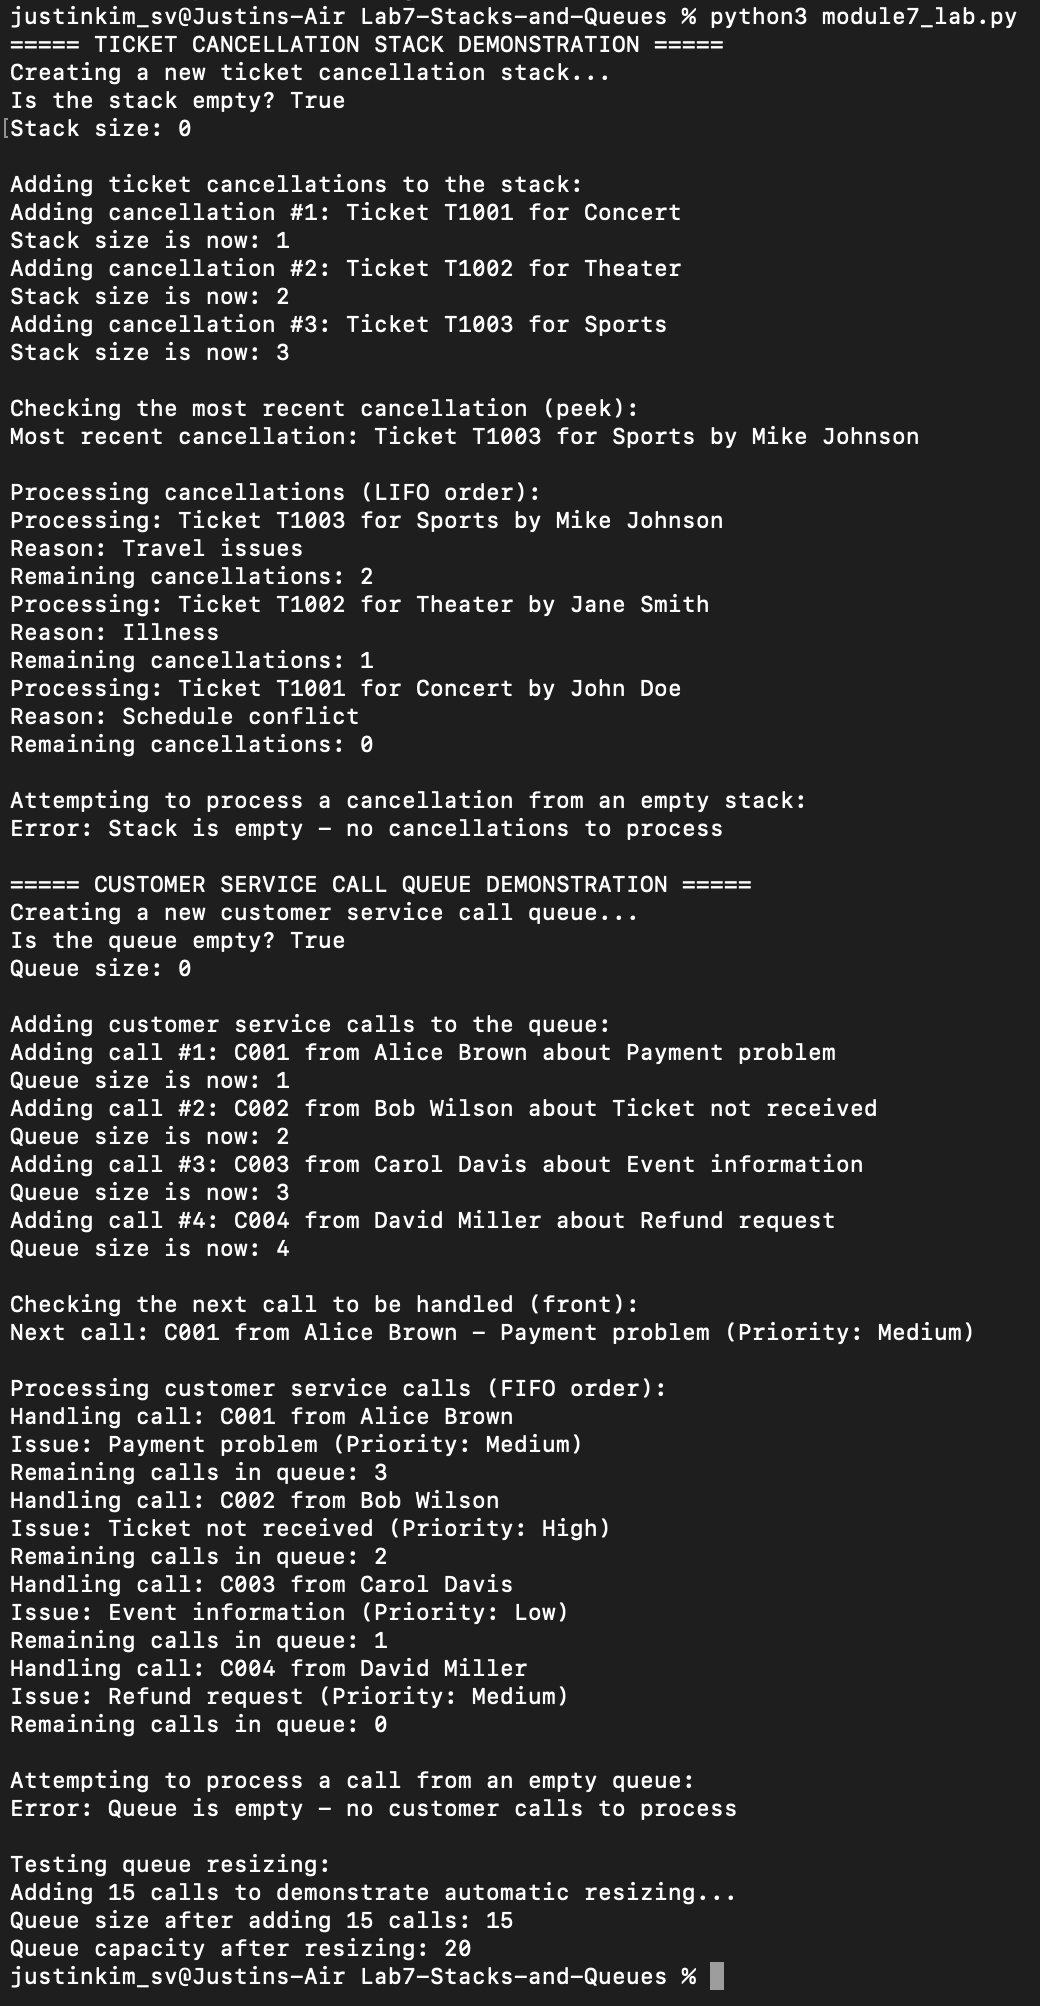 justinkim_sv@Justins-Air Lab7-Stacks-and-Queues % python3 module7_lab.py
===== TICKET CANCELLATION STACK DEMONSTRATION =====
Creating a new ticket cancellation stack...
Is the stack empty? True
[Stack size: 0
Adding ticket cancellations to the stack:
Adding cancellation #1: Ticket T1001 for Concert
Stack size is now: 1
Adding cancellation #2: Ticket T1002 for Theater
Stack size is now: 2
Adding cancellation #3: Ticket T1003 for Sports
Stack size is now: 3
Checking the most recent cancellation (peek):
Most recent cancellation: Ticket T1003 for Sports by Mike Johnson
Processing cancellations (LIFO order):
Processing: Ticket T1003 for Sports by Mike Johnson
Reason: Travel issues
Remaining cancellations: 2
Processing: Ticket T1002 for Theater by Jane Smith
Reason: Illness
Remaining cancellations: 1
Processing: Ticket T1001 for Concert by John Doe
Reason: Schedule conflict
Remaining cancellations: 0
Attempting to process a cancellation from an empty stack:
Error: Stack is empty – no cancellations to process
===== CUSTOMER SERVICE CALL QUEUE DEMONSTRATION =====
Creating a new customer service call queue...
Is the queue empty? True
Queue size: 0
Adding customer service calls to the queue:
Adding call #1: C001 from Alice Brown about Payment problem
Queue size is now: 1
Adding call #2: C002 from Bob Wilson about Ticket not received
Queue size is now: 2
Adding call #3: C003 from Carol Davis about Event information
Queue size is now: 3
Adding call #4: C004 from David Miller about Refund request
Queue size is now: 4
Checking the next call to be handled (front):
Next call: C001 from Alice Brown – Payment problem (Priority: Medium)
Processing customer service calls (FIFO order):
Handling call: C001 from Alice Brown
Issue: Payment problem (Priority: Medium)
Remaining calls in queue: 3
Handling call: C002 from Bob Wilson
Issue: Ticket not received (Priority: High)
Remaining calls in queue: 2
Handling call: C003 from Carol Davis
Issue: Event information (Priority: Low)
Remaining calls in queue: 1
Handling call: C004 from David Miller
Issue: Refund request (Priority: Medium)
Remaining calls in queue: 0
Attempting to process a call from an empty queue:
Error: Queue is empty – no customer calls to process
Testing queue resizing:
Adding 15 calls to demonstrate automatic resizing...
Queue size after adding 15 calls: 15
Queue capacity after resizing: 20
justinkim_sv@Justins-Air Lab7-Stacks-and-Queues %